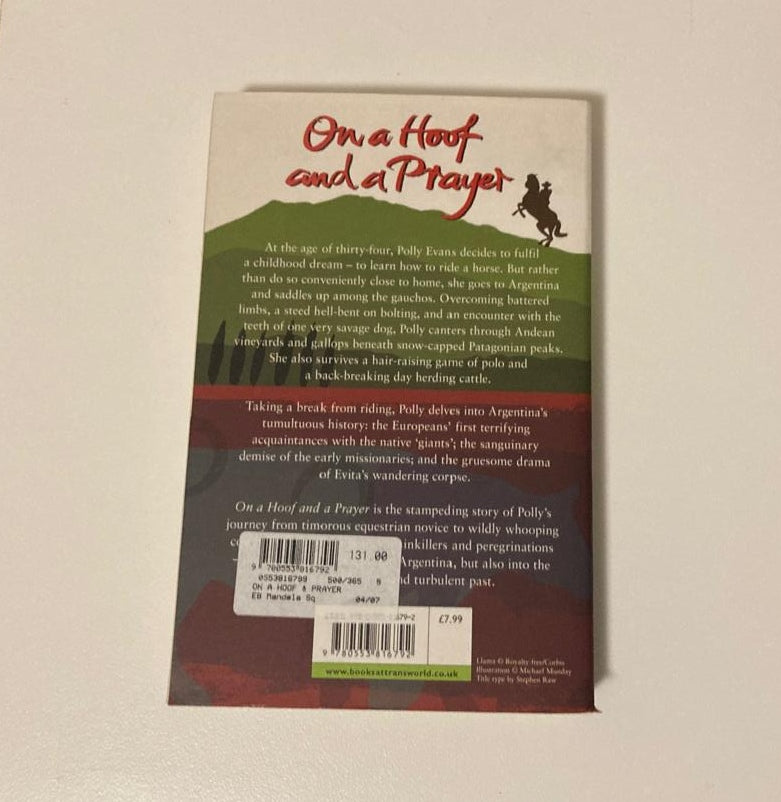 On a Hoof
and a Prayer
At the age of thirty-four, Polly Evans decides to fulfil
a childhood dream – to learn how to ride a horse. But rather
than do so conveniently close to home, she goes to Argentina
and saddles up among the gauchos. Overcoming battered
limbs, a steed hell-bent on bolting, and an encounter with the
teeth of one very savage dog, Polly canters through Andean
vineyards and gallops beneath snow-capped Patagonian peaks.
She also survives a hair-raising game of polo and
a back-breaking day herding cattle.
Taking a break from riding, Polly delves into Argentina's
tumultuous history: the Europeans' first terrifying
acquaintances with the native 'giants'; the sanguinary
demise of the early missionaries; and the gruesome drama
of Evita's wandering corpse.
On a Hoof and a Prayer is the stampeding story of Polly's
journey from timorous equestrian novice to wildly whooping
inkillers and peregrinations
Argentina, but also into the
turbulent past.
131.00
9 780553 816792
0553816799 500/365 5
ON A HOOF & PRAYER
EB Mandela Sq 04/07
£7.99
9 780553 816792
www.booksattransworld.co.uk
Llama © Royalty-free/Corbis
Illustration © Michael Munday
Title type by Stephen Raw